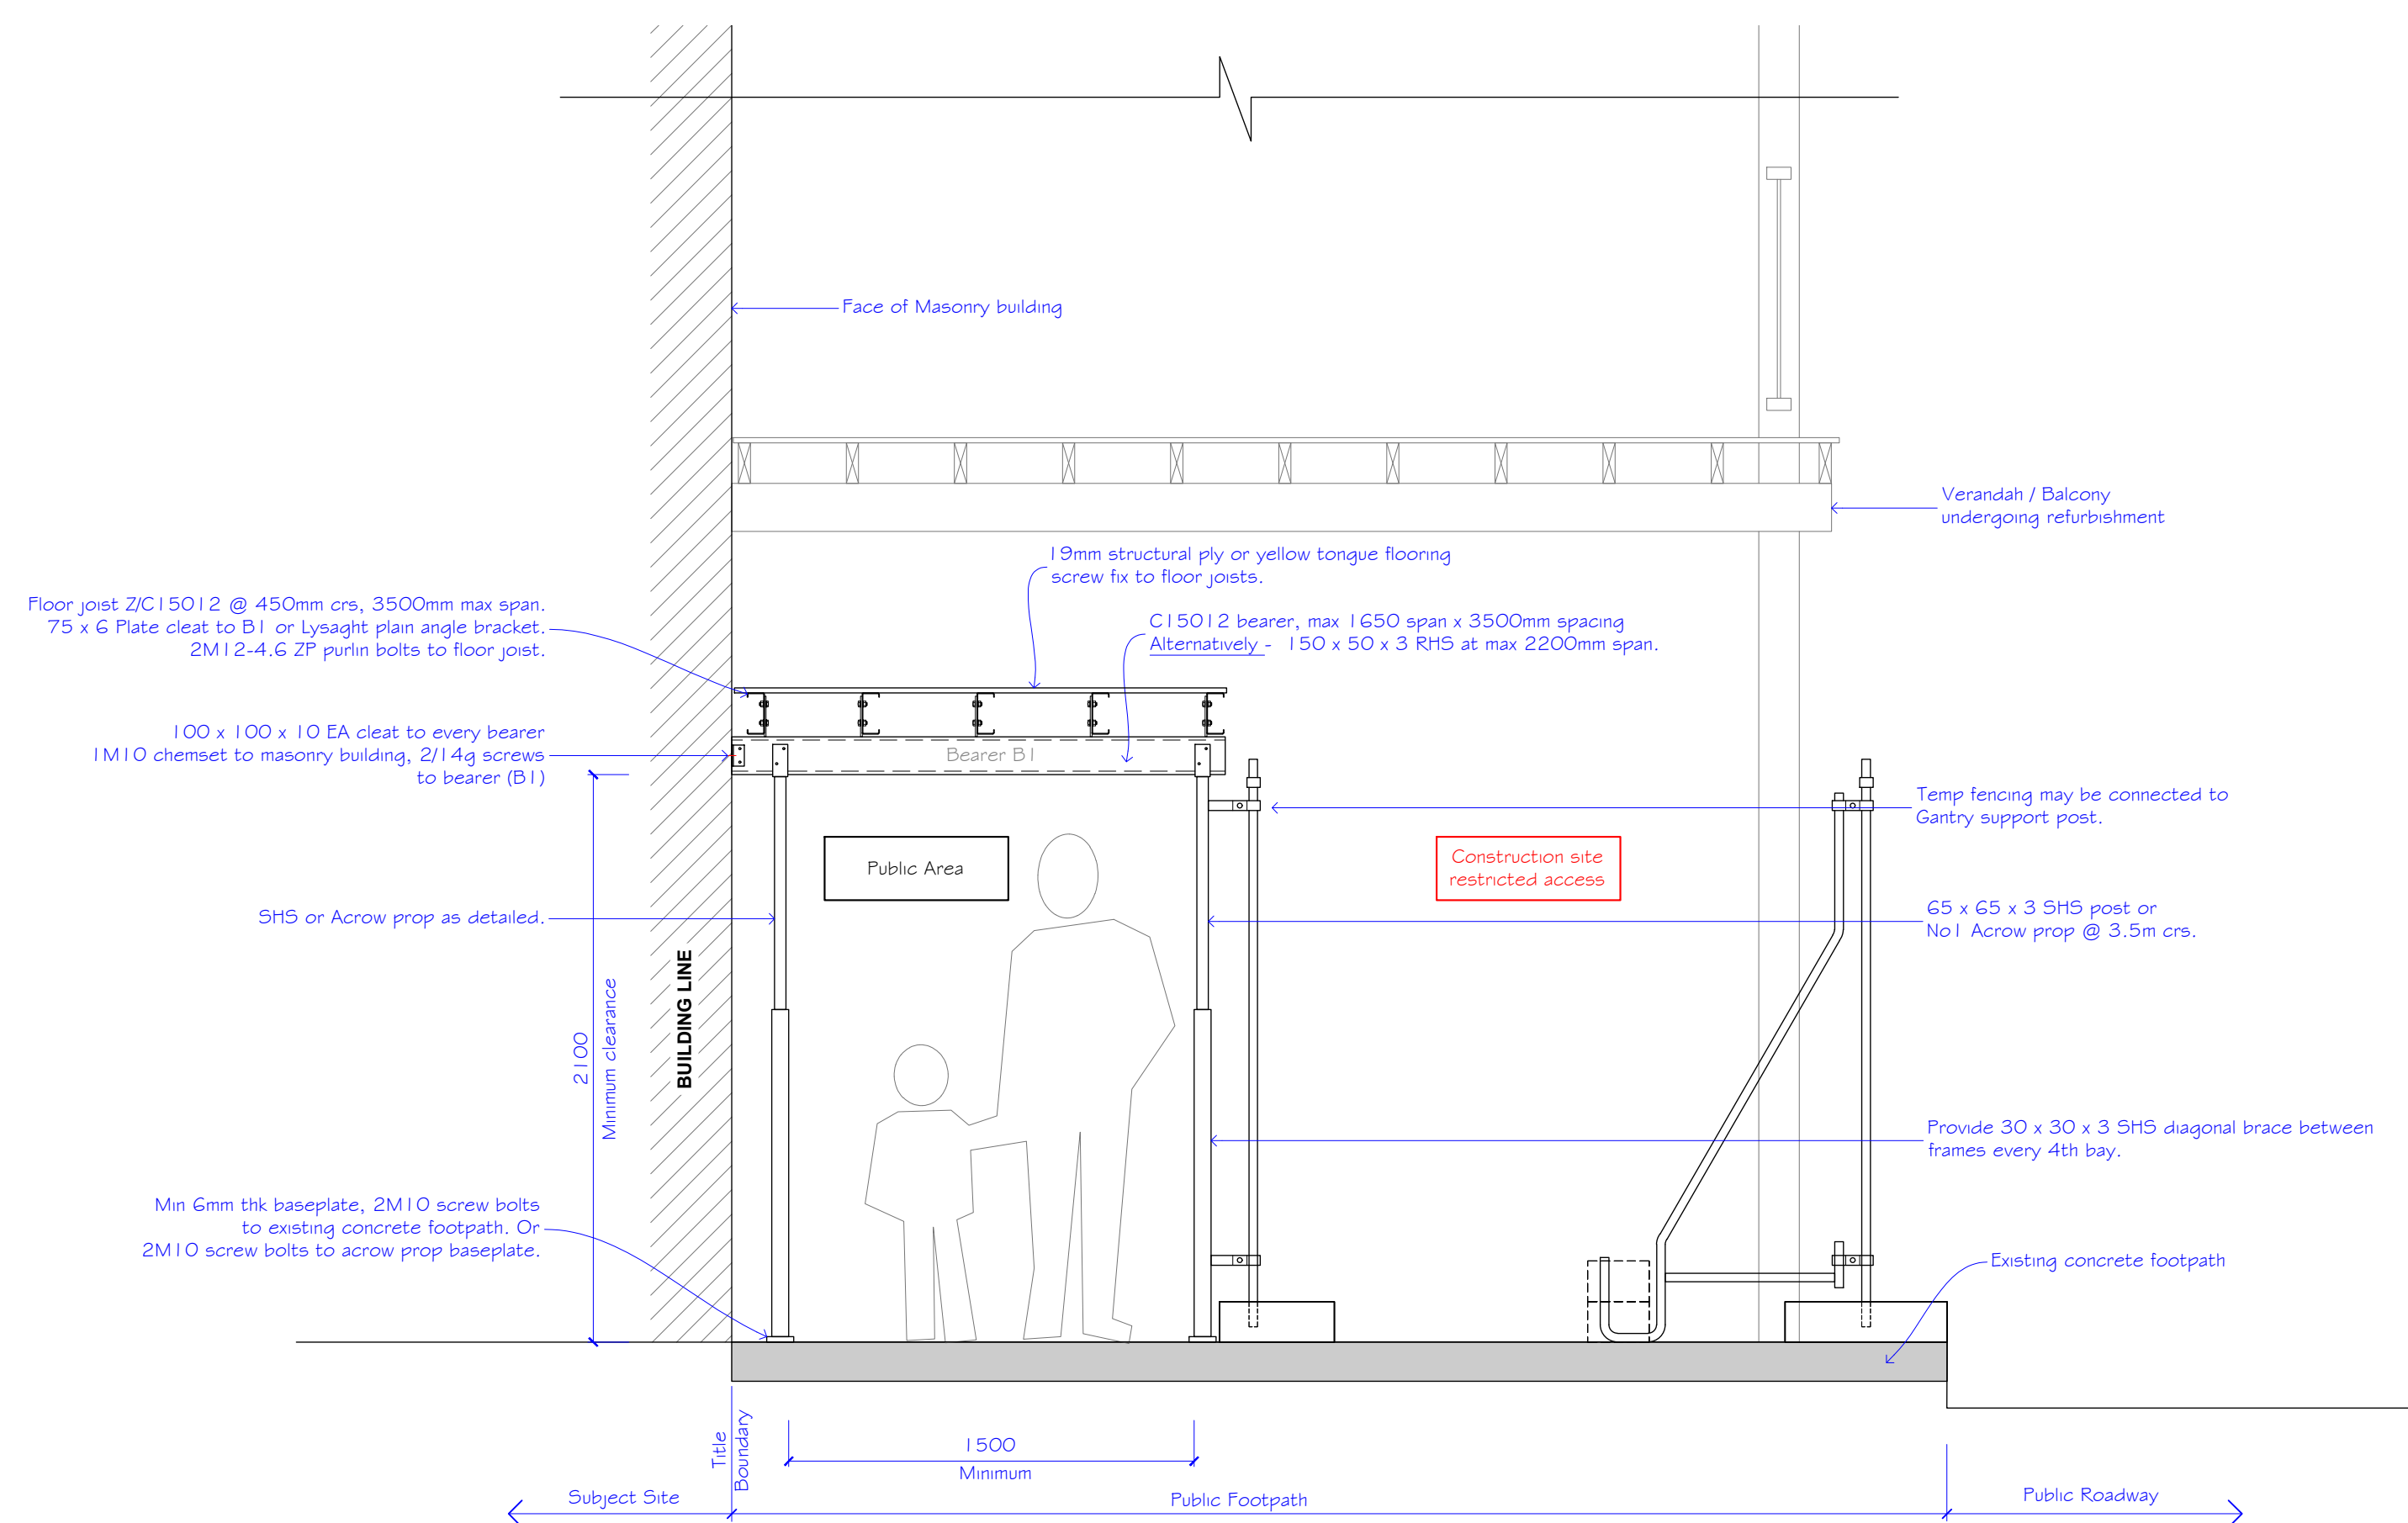 Face of Masonry building
Verandah / Balcony
undergoing refurbishment
19mm structural ply or yellow tongue flooring
screw fix to floor joists.
Floor joist Z/C15012 @ 450mm crs, 3500mm max span.
75 x 6 Plate cleat to B1 or Lysaght plain angle bracket.
2M12-4.6 ZP purlin bolts to floor joist.
C15012 bearer, max 1650 span x 3500mm spacing
Alternatively - 150 x 50 x 3 RHS at max 2200mm span.
100 x 100 x 10 EA cleat to every bearer
1M10 chemset to masonry building, 2/14g screws
to bearer (B1)
Bearer B1
Temp fencing may be connected to
Gantry support post.
Public Area
Construction site
restricted access
SHS or Acrow prop as detailed.
65 x 65 x 3 SHS post or
No1 Acrow prop @ 3.5m crs.
BUILDING LINE
2100
Minimum clearance
Provide 30 x 30 x 3 SHS diagonal brace between
frames every 4th bay.
Min 6mm thk baseplate, 2M10 screw bolts
to existing concrete footpath. Or
2M10 screw bolts to acrow prop baseplate.
Existing concrete footpath
Title
Boundary
1500
Minimum
Subject Site
Public Footpath
Public Roadway